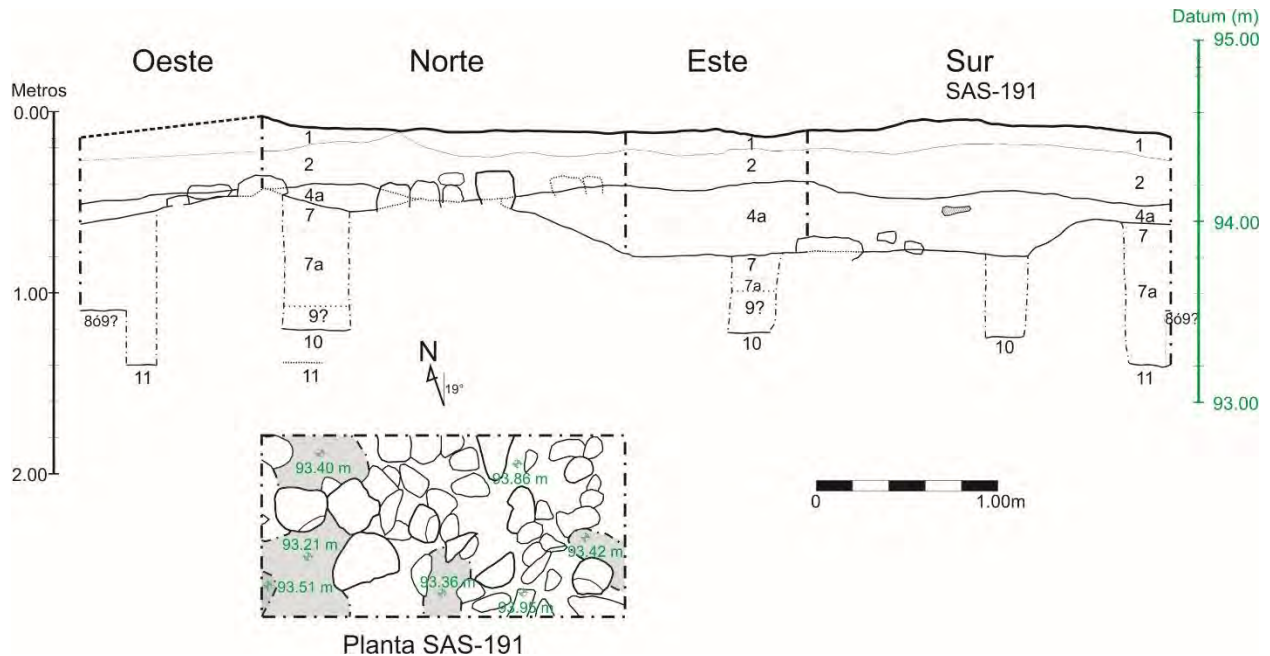 Datum (m)
95.00
Oeste Norte Este Sur
SAS-191
Metros
0.00
1 1 1
2 2 2
4a 4a 4a
94.00
7 7 7
7a 7a 7a
1.00
8ó9? 9? 9? 8ó9?
10 10 10
11 11 11
N
19°
93.00
2.00
93.40 m 93.86 m
93.21 m 93.42 m
93.51 m 93.36 m
93.95 m
0 1.00m
Planta SAS-191